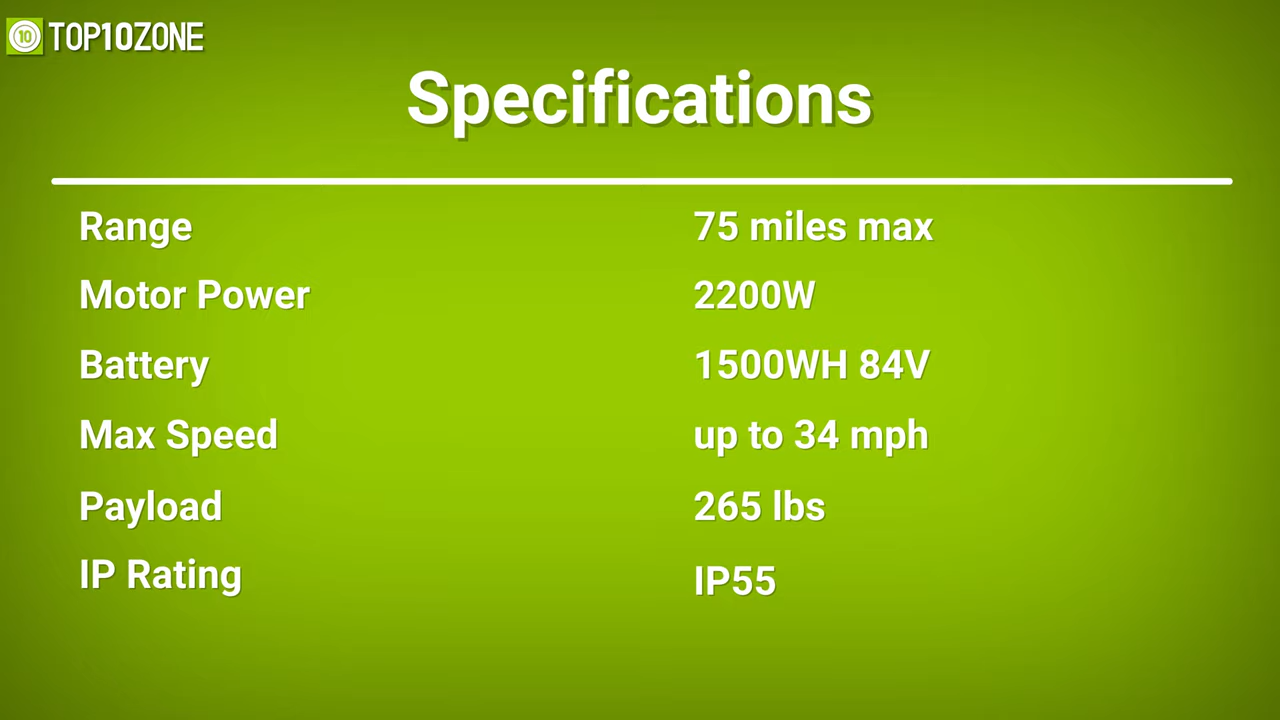 10 TOP10ZONE
Specifications
Range 75 miles max
Motor Power 2200W
Battery 1500WH 84V
Max Speed up to 34 mph
Payload 265 lbs
IP Rating IP55